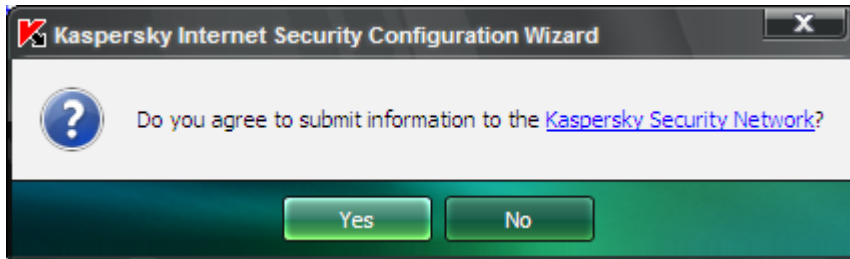 Kaspersky Internet Security Configuration Wizard
Do you agree to submit information to the Kaspersky Security Network?
Yes
No